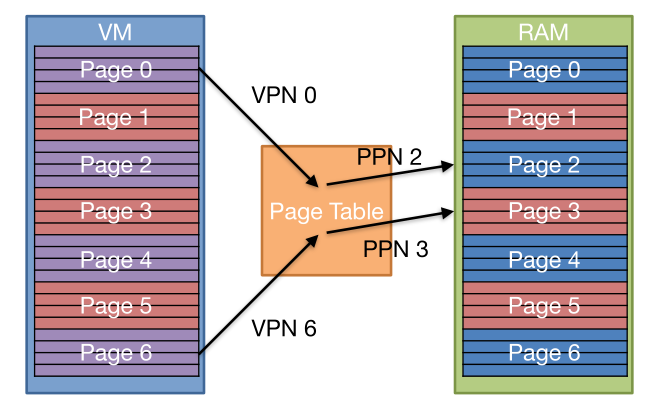 VM
Page 0
Page 1
Page 2
Page 3
Page 4
Page 5
Page 6
VPN 0
VPN 6
Page Table
PPN 2
PPN 3
RAM
Page 0
Page 1
Page 2
Page 3
Page 4
Page 5
Page 6